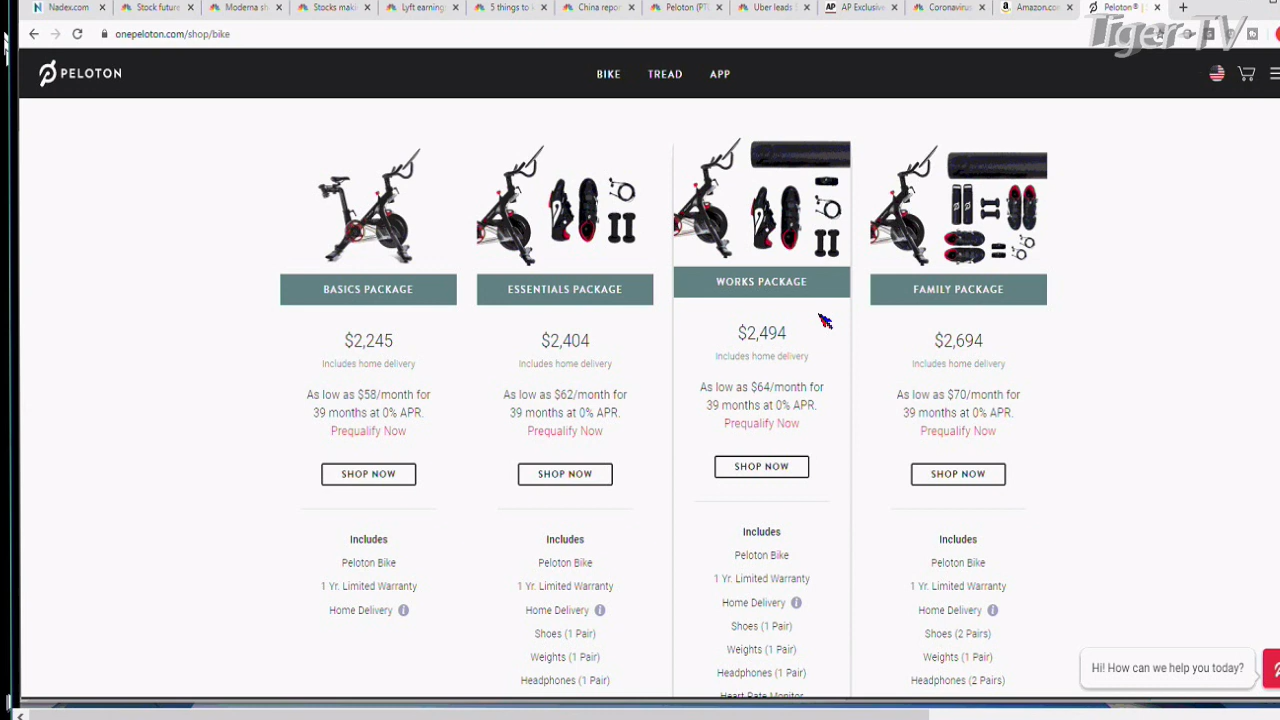 Nadex.com
Stock future
Moderna sh
Stocks maki
Lyft earning
5 things to
China repor
Peloton (PT
Uber leads
AP AP Exclusive
Coronavirus
Amazon.co
Peloton®
Tiger-TV
onepeloton.com/shop/bike
PELOTON
BIKE
TREAD
APP
BASICS PACKAGE
$2,245
Includes home delivery
As low as $58/month for
39 months at 0% APR.
Prequalify Now
SHOP NOW
Includes
Peloton Bike
1 Yr. Limited Warranty
Home Delivery
ESSENTIALS PACKAGE
$2,404
Includes home delivery
As low as $62/month for
39 months at 0% APR.
Prequalify Now
SHOP NOW
Includes
Peloton Bike
1 Yr. Limited Warranty
Home Delivery
Shoes (1 Pair)
Weights (1 Pair)
Headphones (1 Pair)
WORKS PACKAGE
$2,494
Includes home delivery
As low as $64/month for
39 months at 0% APR.
Prequalify Now
SHOP NOW
Includes
Peloton Bike
1 Yr. Limited Warranty
Home Delivery
Shoes (1 Pair)
Weights (1 Pair)
Headphones (1 Pair)
Heart Rate Monitor
FAMILY PACKAGE
$2,694
Includes home delivery
As low as $70/month for
39 months at 0% APR.
Prequalify Now
SHOP NOW
Includes
Peloton Bike
1 Yr. Limited Warranty
Home Delivery
Shoes (2 Pairs)
Weights (1 Pair)
Headphones (2 Pairs)
Hi! How can we help you today?